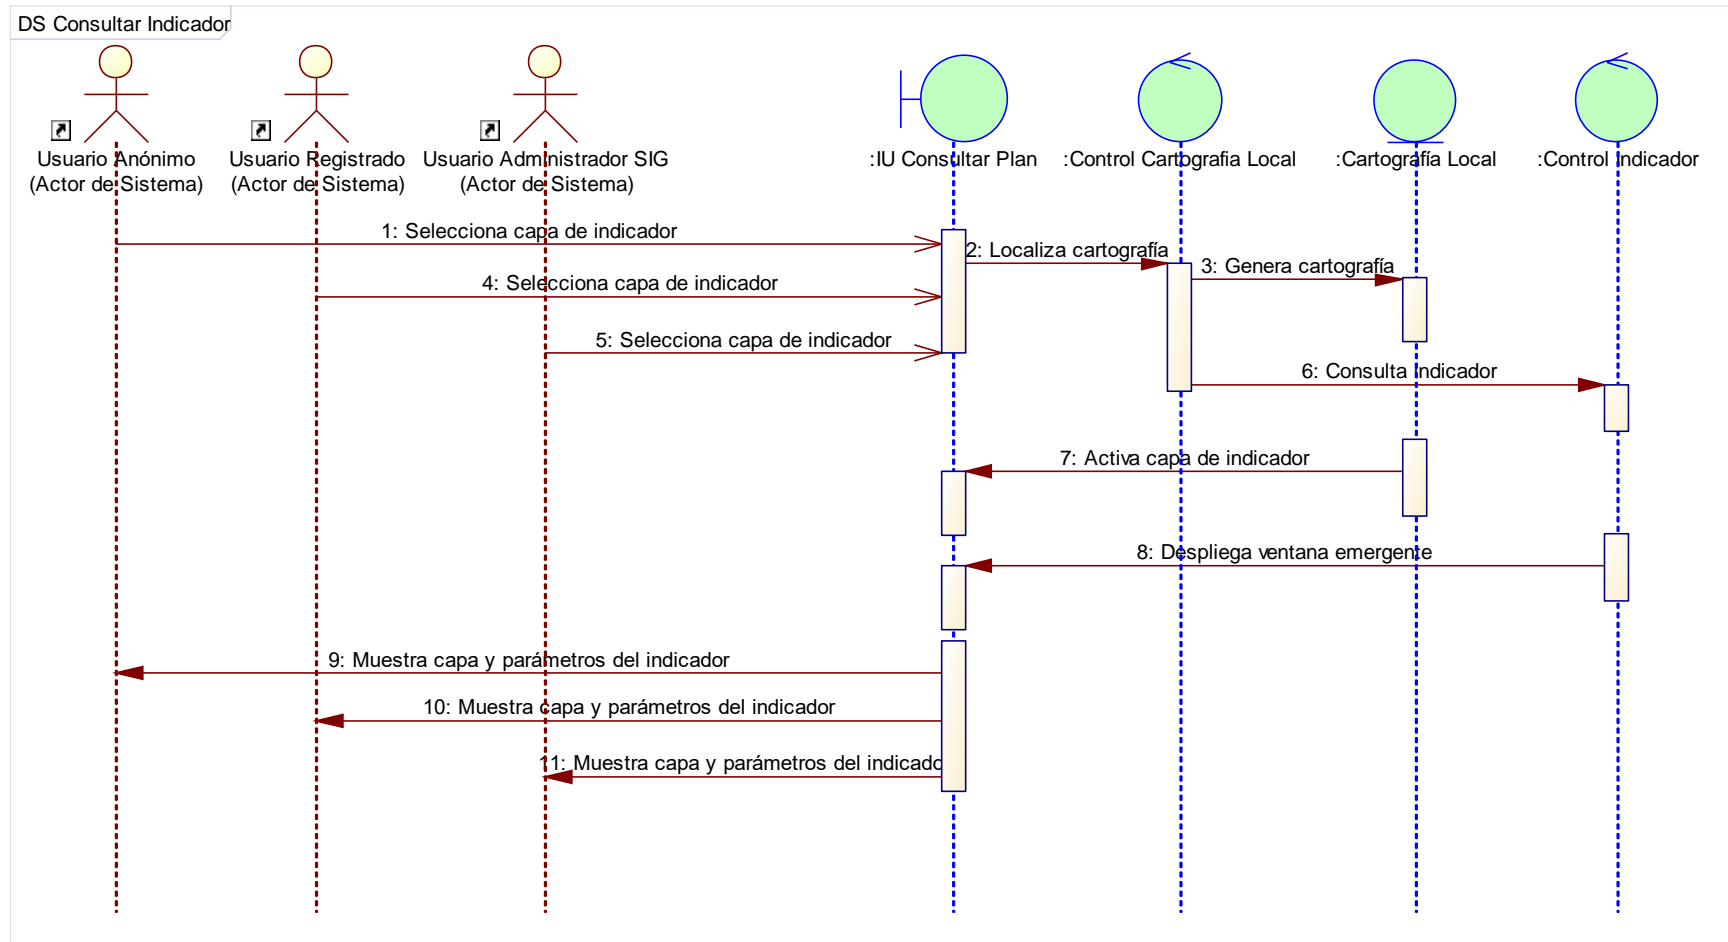 DS Consultar Indicador
Usuario Anónimo
(Actor de Sistema)
Usuario Registrado
(Actor de Sistema)
Usuario Administrador SIG
(Actor de Sistema)
:IU Consultar Plan
:Control Cartografia Local
:Cartografía Local
:Control Indicador
1: Selecciona capa de indicador
2: Localiza cartografía
3: Genera cartografía
4: Selecciona capa de indicador
5: Selecciona capa de indicador
6: Consulta Indicador
7: Activa capa de indicador
8: Despliega ventana emergente
9: Muestra capa y parámetros del indicador
10: Muestra capa y parámetros del indicador
11: Muestra capa y parámetros del indicado